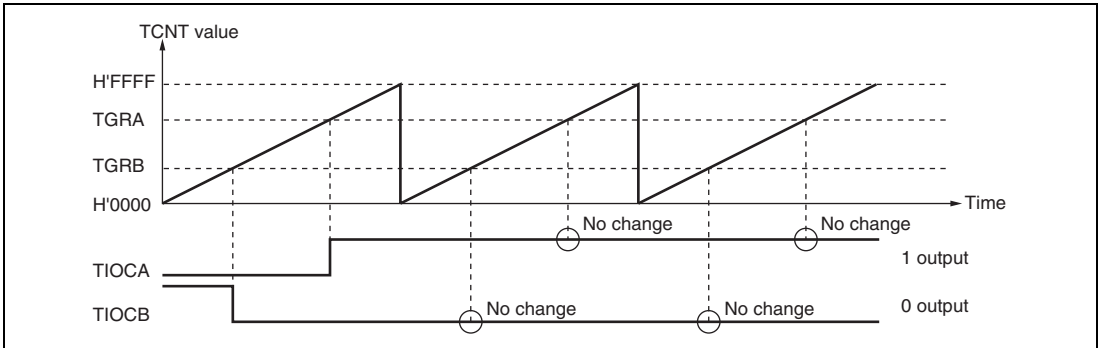 TCNT value
H'FFFF
TGRA
TGRB
H'0000
Time
No change
No change
1 output
TIOCA
No change
No change
0 output
TIOCB